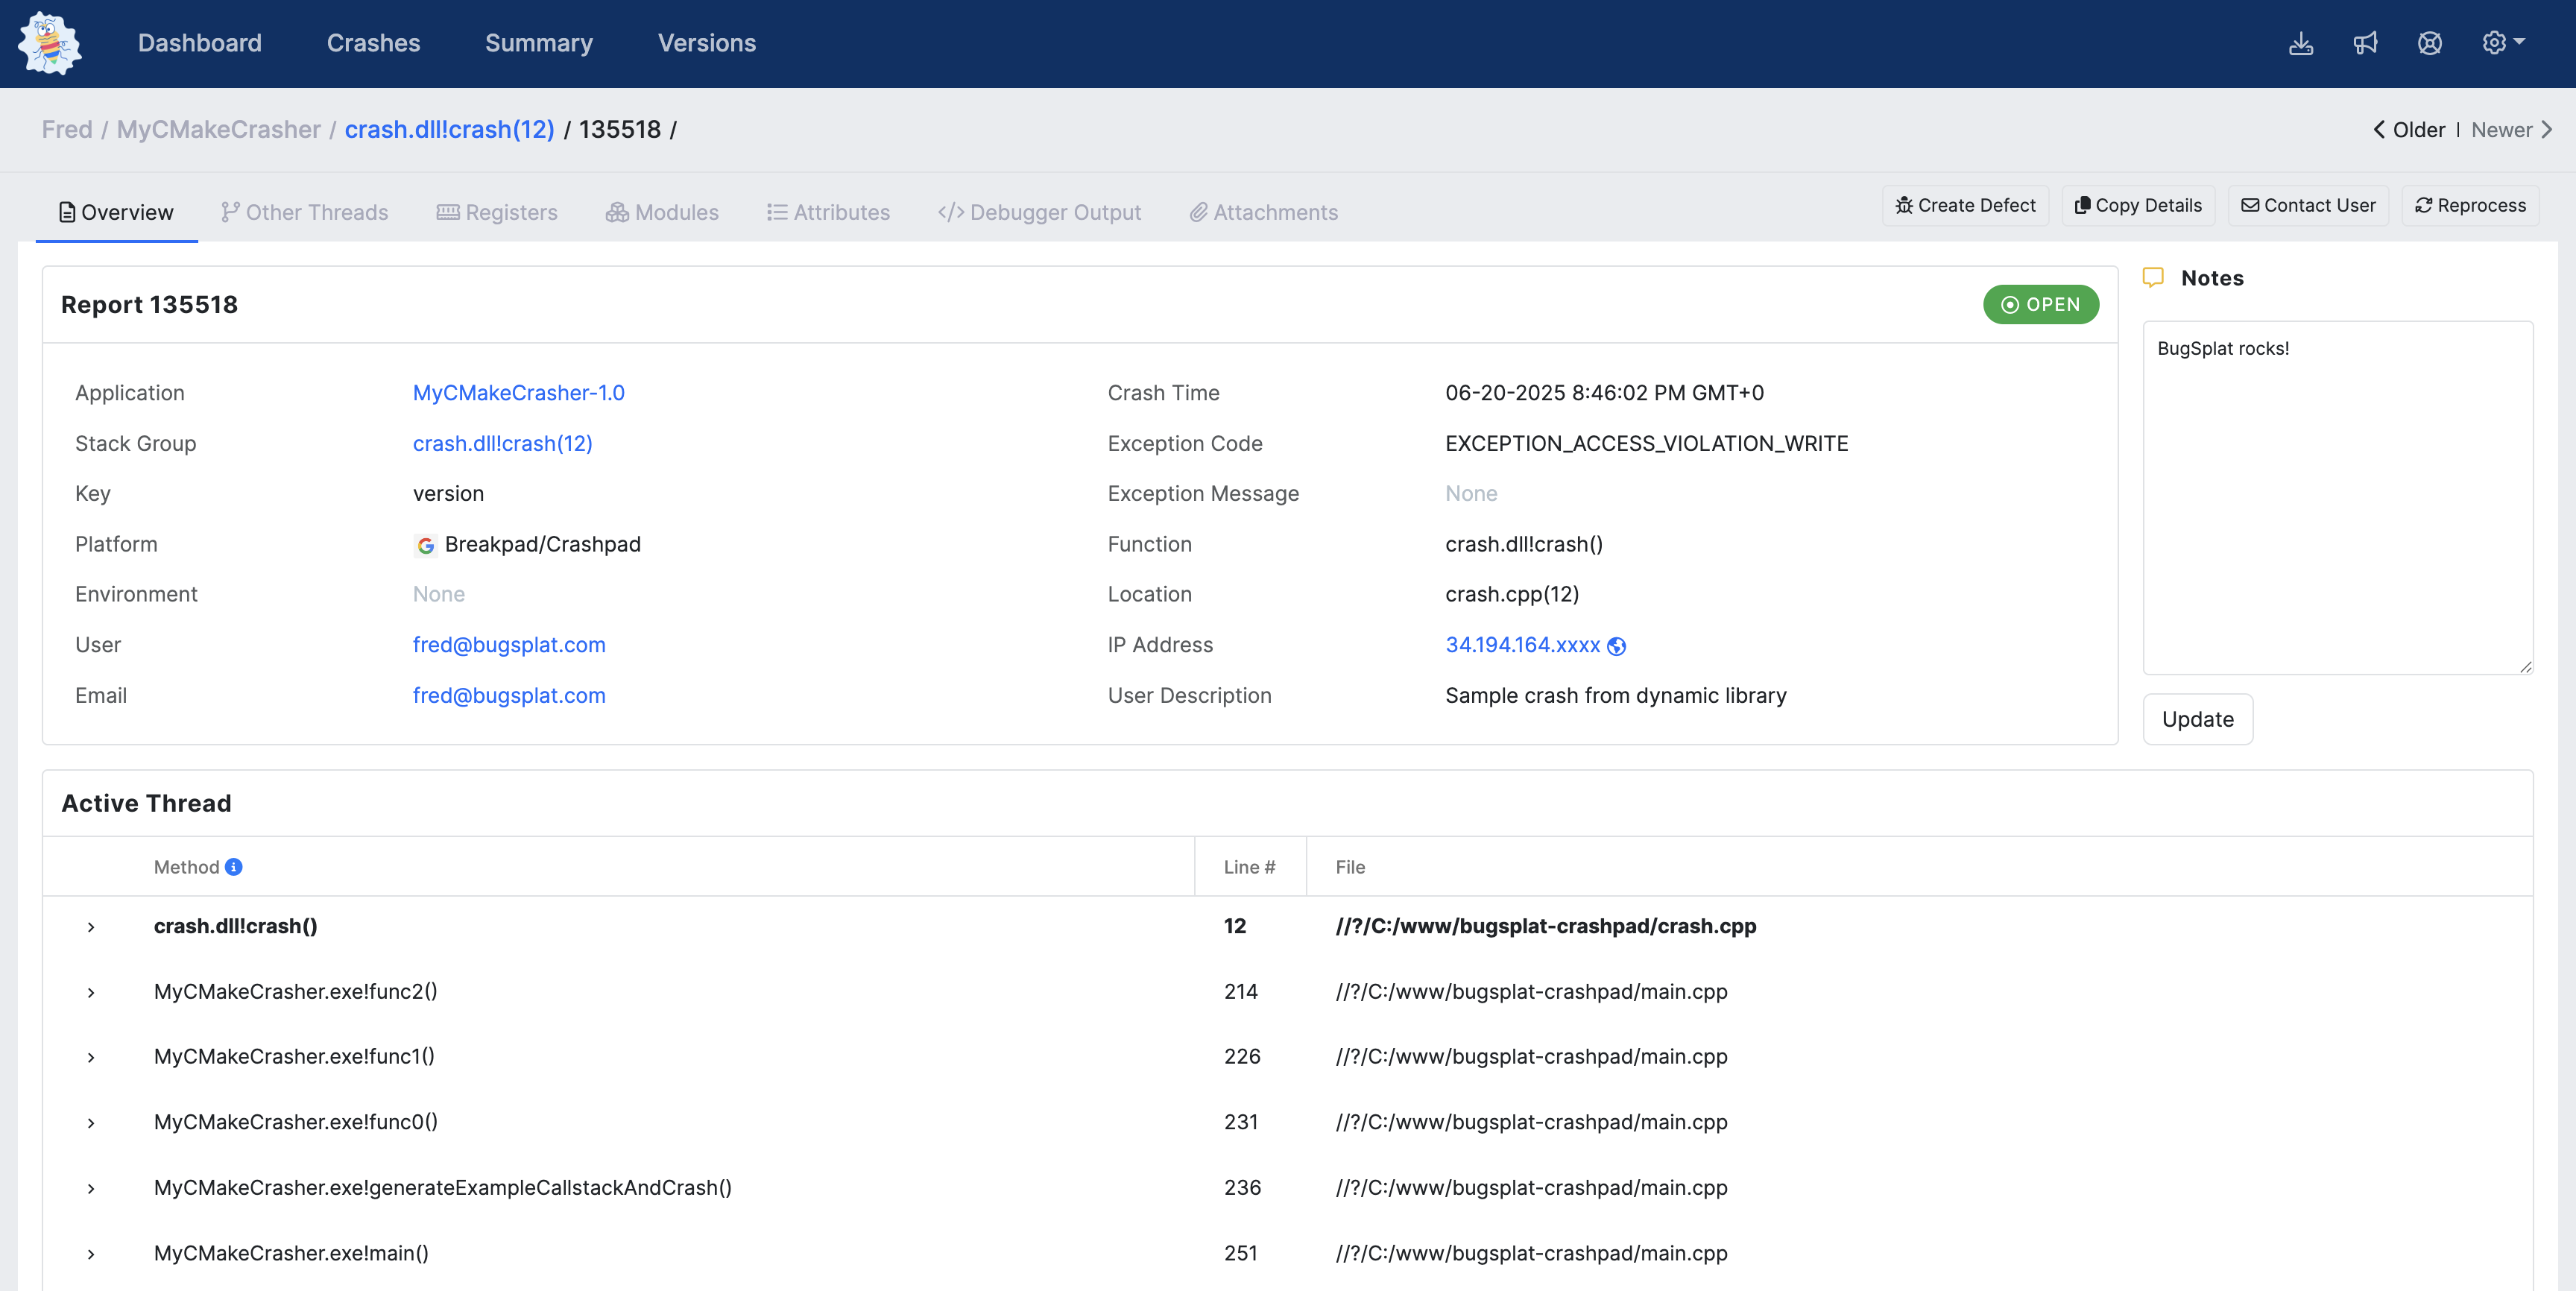 Dashboard Crashes Summary Versions
Fred / MyCMakeCrasher / crash.dll!crash(12) / 135518 /
Older | Newer
Overview Other Threads Registers Modules Attributes </> Debugger Output Attachments
Create Defect Copy Details Contact User Reprocess
Report 135518
OPEN
Application MyCMakeCrasher-1.0
Stack Group crash.dll!crash(12)
Key version
Platform Breakpad/Crashpad
Environment None
User fred@bugsplat.com
Email fred@bugsplat.com
Crash Time 06-20-2025 8:46:02 PM GMT+0
Exception Code EXCEPTION_ACCESS_VIOLATION_WRITE
Exception Message None
Function crash.dll!crash()
Location crash.cpp(12)
IP Address 34.194.164.xxxx
User Description Sample crash from dynamic library
Notes
BugSplat rocks!
Update
Active Thread
Method Line # File
crash.dll!crash() 12 //?/C:/www/bugsplat-crashpad/crash.cpp
MyCMakeCrasher.exe!func2() 214 //?/C:/www/bugsplat-crashpad/main.cpp
MyCMakeCrasher.exe!func1() 226 //?/C:/www/bugsplat-crashpad/main.cpp
MyCMakeCrasher.exe!func0() 231 //?/C:/www/bugsplat-crashpad/main.cpp
MyCMakeCrasher.exe!generateExampleCallstackAndCrash() 236 //?/C:/www/bugsplat-crashpad/main.cpp
MyCMakeCrasher.exe!main() 251 //?/C:/www/bugsplat-crashpad/main.cpp